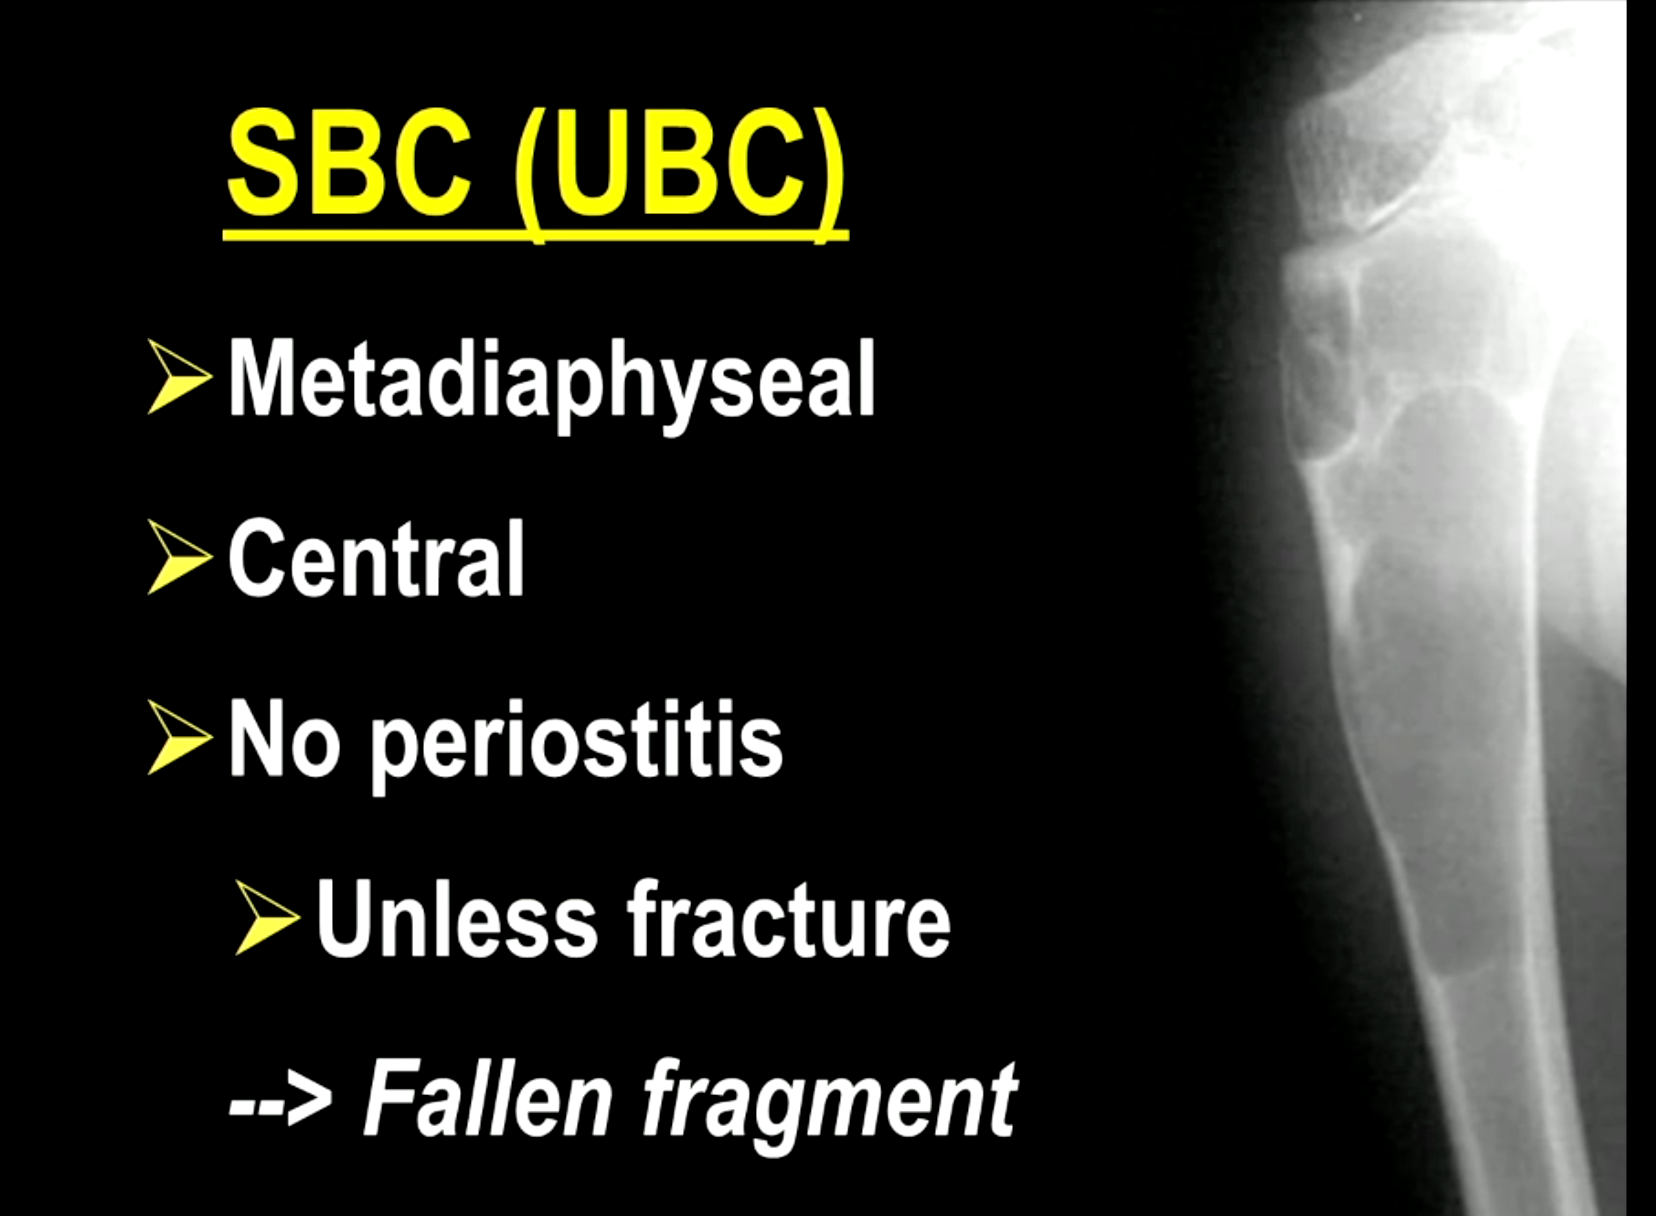 SBC (UBC)
Metadiaphyseal
Central
No periostitis
Unless fracture
--> Fallen fragment